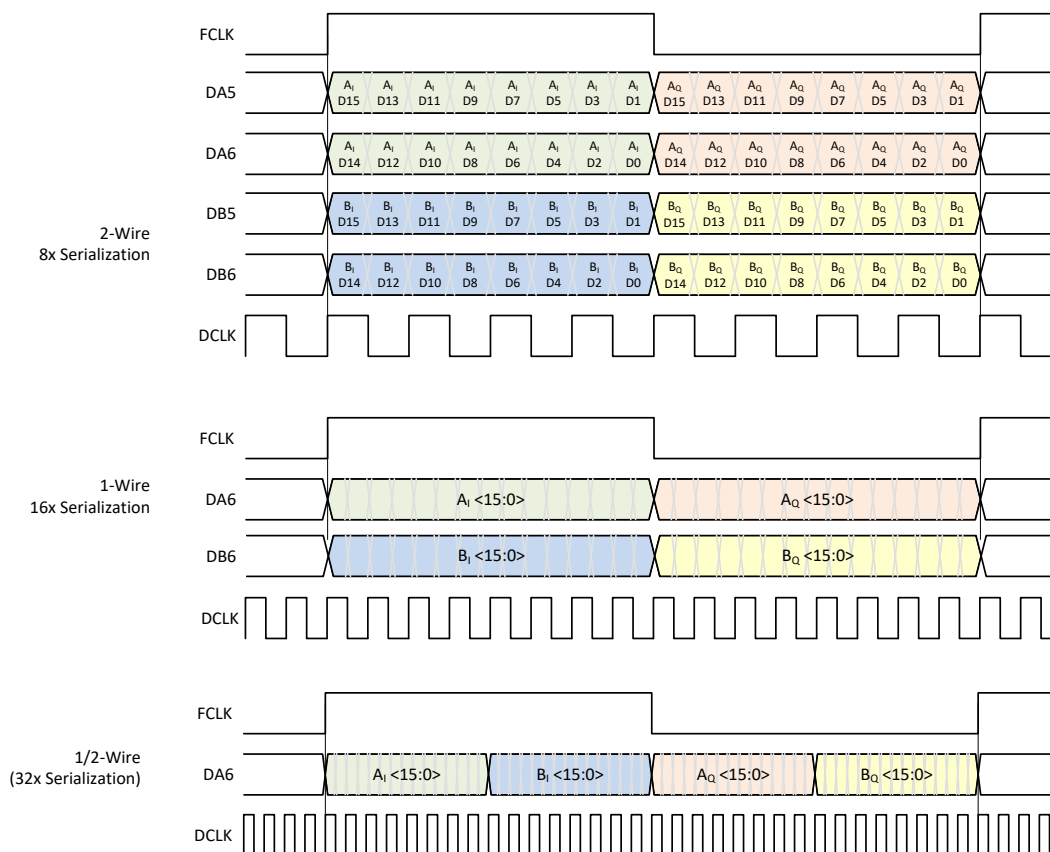 FCLK
DA5
A_I A_I A_I A_I A_I A_I A_I A_I A_Q A_Q A_Q A_Q A_Q A_Q A_Q A_Q
D15 D13 D11 D9 D7 D5 D3 D1 D15 D13 D11 D9 D7 D5 D3 D1
DA6
A_I A_I A_I A_I A_I A_I A_I A_I A_Q A_Q A_Q A_Q A_Q A_Q A_Q A_Q
D14 D12 D10 D8 D6 D4 D2 D0 D14 D12 D10 D8 D6 D4 D2 D0
2-Wire
8x Serialization
DB5
B_I B_I B_I B_I B_I B_I B_I B_I B_Q B_Q B_Q B_Q B_Q B_Q B_Q B_Q
D15 D13 D11 D9 D7 D5 D3 D1 D15 D13 D11 D9 D7 D5 D3 D1
DB6
B_I B_I B_I B_I B_I B_I B_I B_I B_Q B_Q B_Q B_Q B_Q B_Q B_Q B_Q
D14 D12 D10 D8 D6 D4 D2 D0 D14 D12 D10 D8 D6 D4 D2 D0
DCLK
FCLK
1-Wire
16x Serialization
DA6 A_I <15:0> A_Q <15:0>
DB6 B_I <15:0> B_Q <15:0>
DCLK
FCLK
1/2-Wire
(32x Serialization)
DA6 A_I <15:0> B_I <15:0> A_Q <15:0> B_Q <15:0>
DCLK